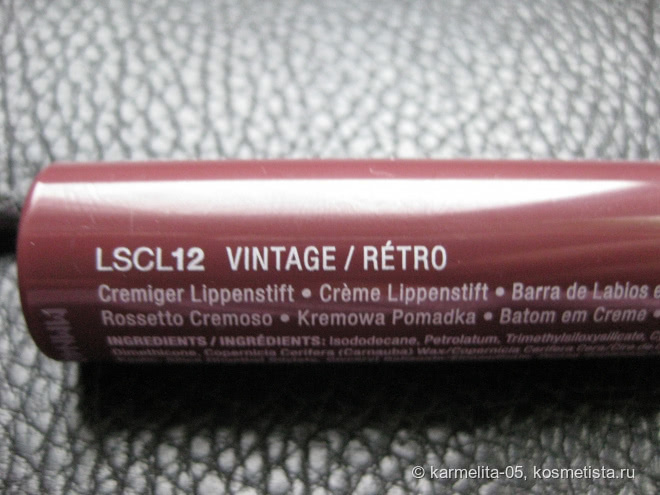 LSCL12 VINTAGE / RÉTRO
Cremiger Lippenstift • Crème Lippenstift • Barra de Lablos e
Rossetto Cremoso • Kremowa Pomadka • Batom em Creme •
INGREDIENTS / INGRÉDIENTS: Isododecane, Petrolatum, Trimethylsiloxysilicate,
Dimethicone, Copernicia Cerifera (Carnauba) Wax/Copernicia Cerifera Cera/Cire de
© karmelita-05, kosmetista.ru